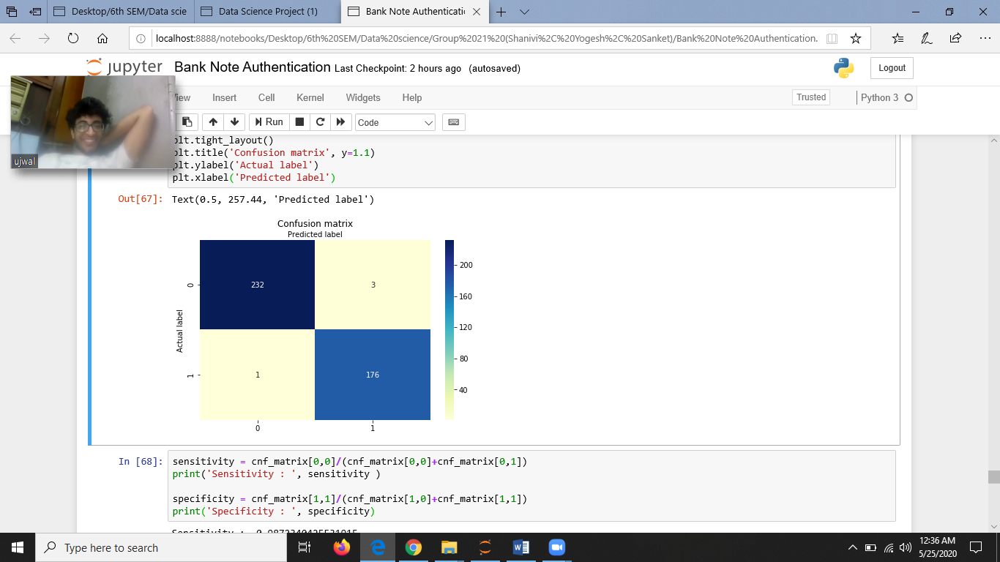 Desktop/6th SEM/Data scie
Data Science Project (1)
Bank Note Authenticati
localhost:8888/notebooks/Desktop/6th%20SEM/Data%20science/Group%2021%20(Shanivi%2C%20Yogesh%2C%20Sanket)/Bank%20Note%20Authentication.
jupyter Bank Note Authentication Last Checkpoint: 2 hours ago (autosaved)
Logout
View Insert Cell Kernel Widgets Help
Trusted
Python 3
Run
Code
ujwal
plt.tight_layout()
plt.title('Confusion matrix', y=1.1)
plt.ylabel('Actual label')
plt.xlabel('Predicted label')
Out[67]: Text(0.5, 257.44, 'Predicted label')
Confusion matrix
Predicted label
200
232 3
0
160
120
Actual label
80
1 176
1
40
0 1
In [68]: sensitivity = cnf_matrix[0,0]/(cnf_matrix[0,0]+cnf_matrix[0,1])
print('Sensitivity : ', sensitivity )
specificity = cnf_matrix[1,1]/(cnf_matrix[1,0]+cnf_matrix[1,1])
print('Specificity : ', specificity)
Type here to search
12:36 AM
5/25/2020